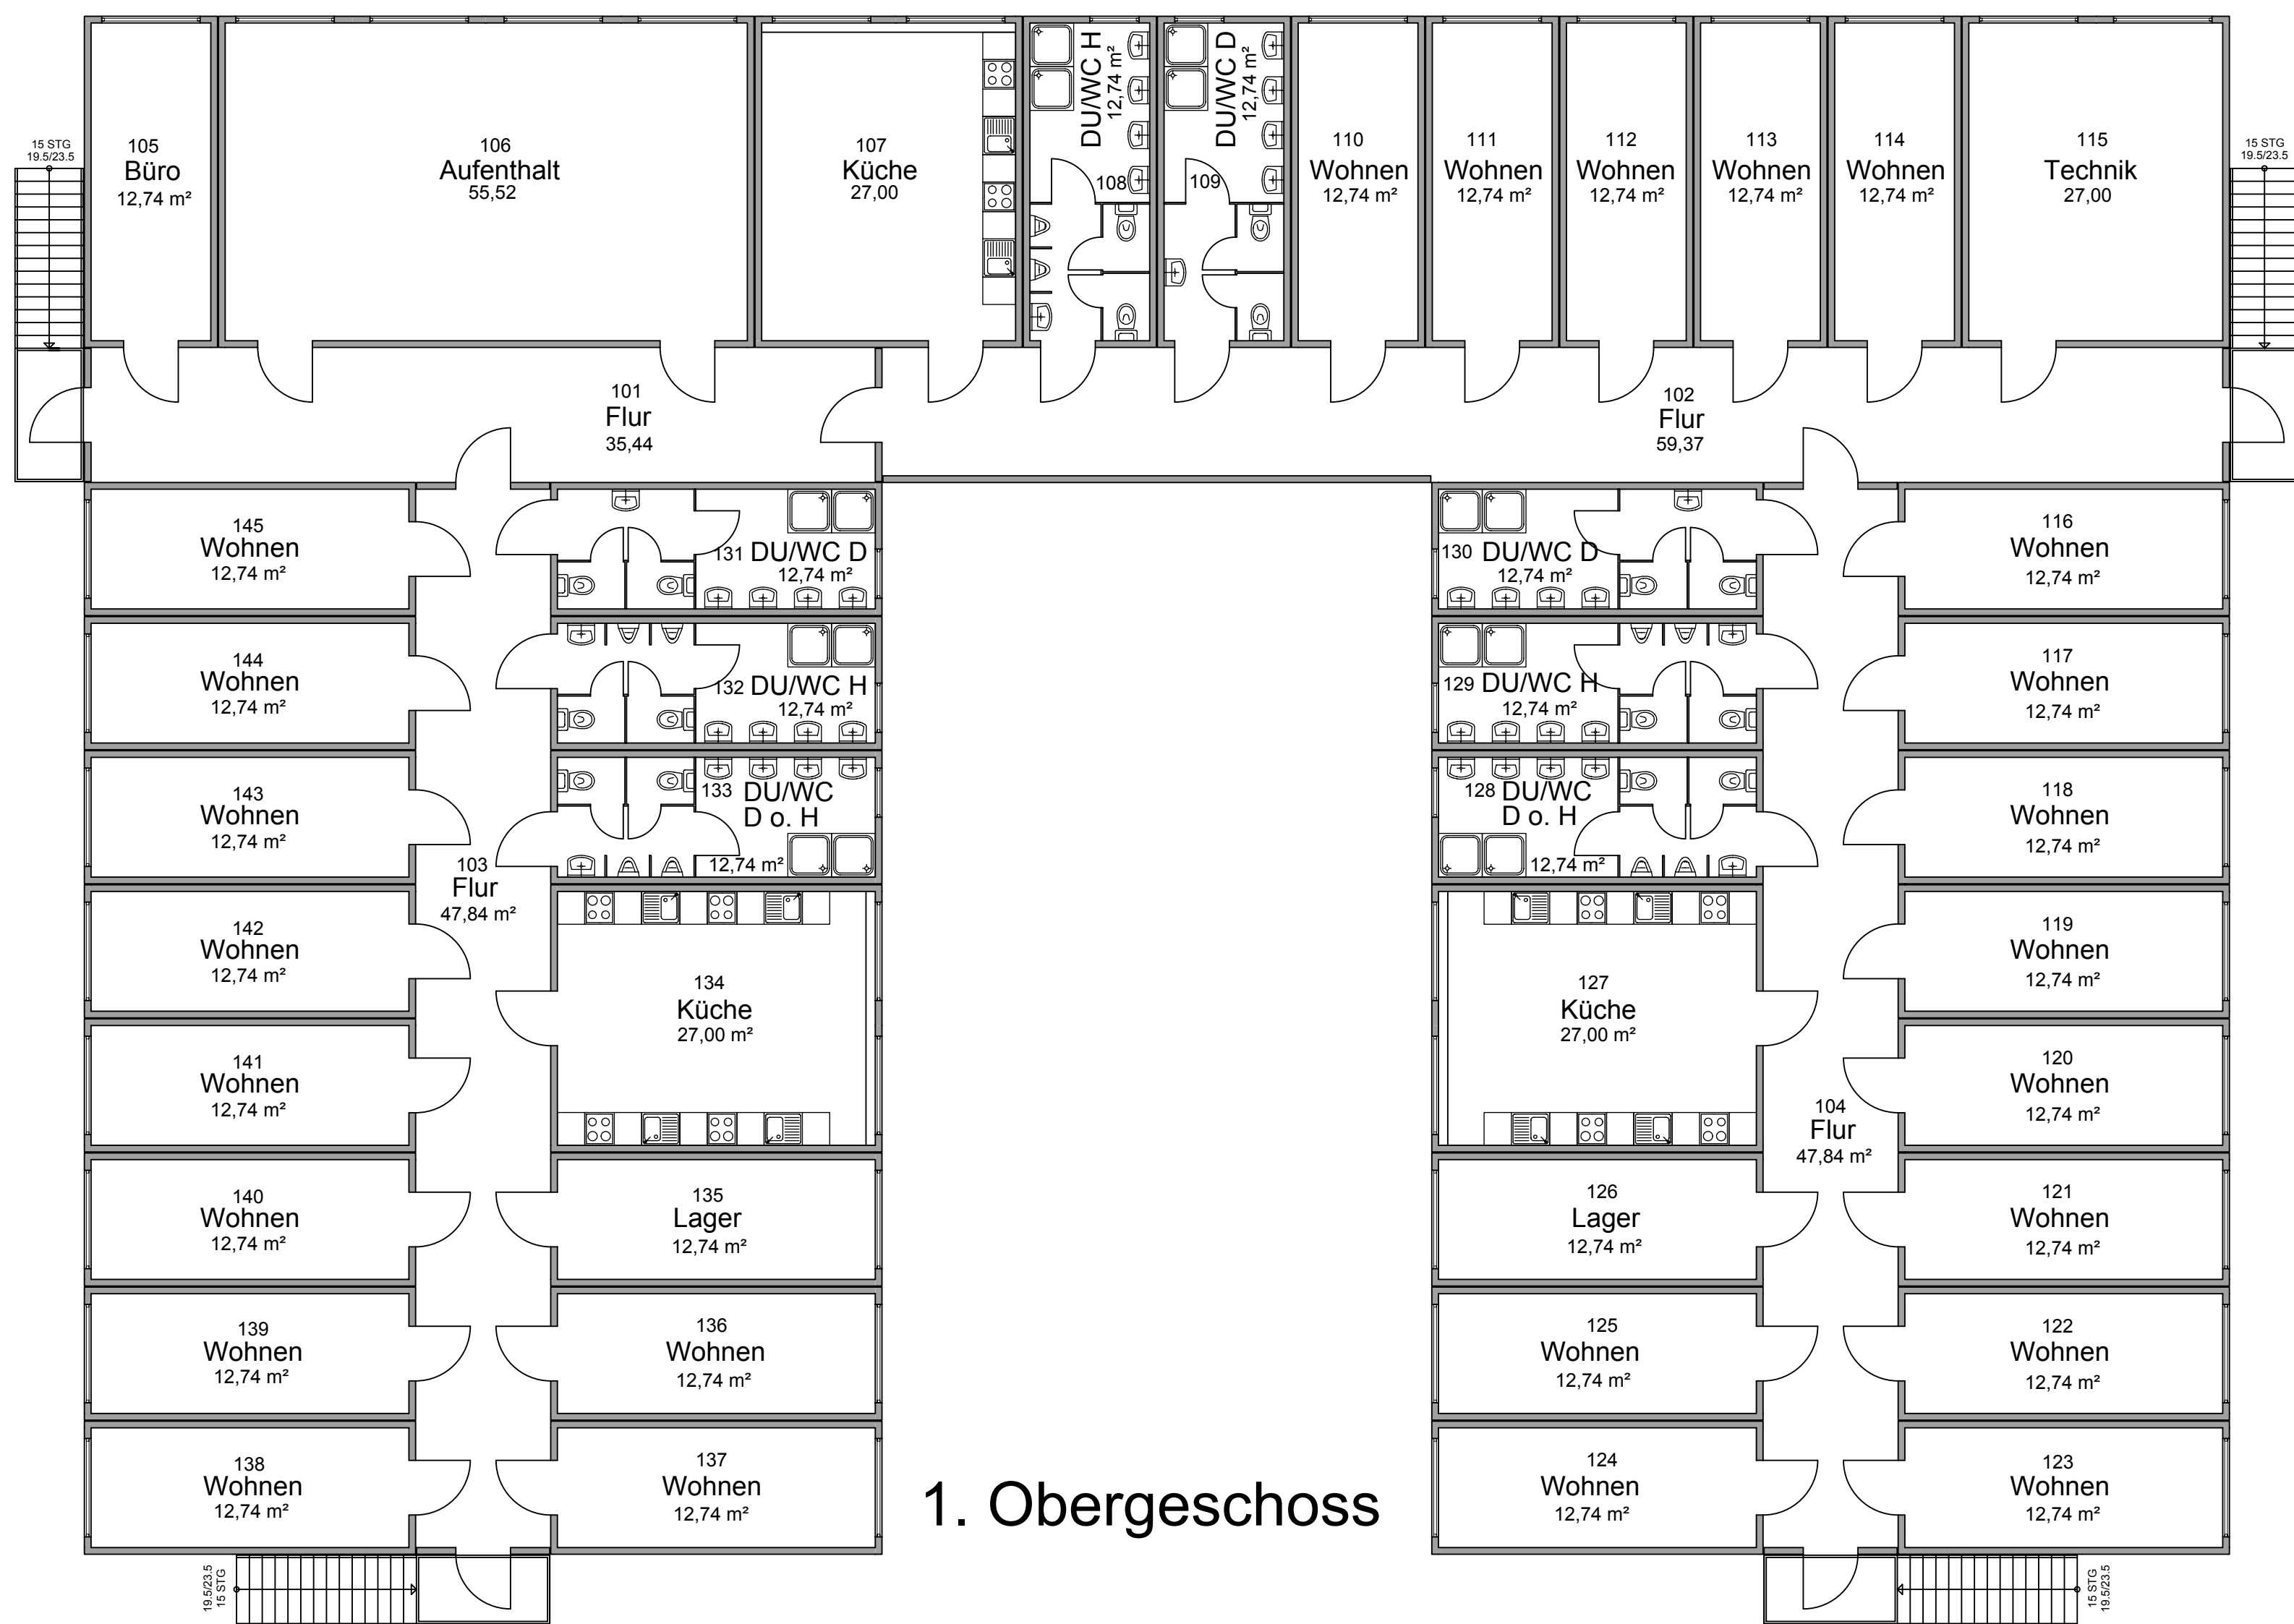 15 STG
19.5/23.5
105
Büro
12,74 m²
106
Aufenthalt
55,52
107
Küche
27,00
DU/WC H
12,74 m²
108
DU/WC D
12,74 m²
109
110
Wohnen
12,74 m²
111
Wohnen
12,74 m²
112
Wohnen
12,74 m²
113
Wohnen
12,74 m²
114
Wohnen
12,74 m²
115
Technik
27,00
15 STG
19.5/23.5
101
Flur
35,44
102
Flur
59,37
145
Wohnen
12,74 m²
131 DU/WC D
12,74 m²
130 DU/WC D
12,74 m²
116
Wohnen
12,74 m²
144
Wohnen
12,74 m²
132 DU/WC H
12,74 m²
129 DU/WC H
12,74 m²
117
Wohnen
12,74 m²
143
Wohnen
12,74 m²
133 DU/WC
D o. H
12,74 m²
128 DU/WC
D o. H
12,74 m²
118
Wohnen
12,74 m²
103
Flur
47,84 m²
142
Wohnen
12,74 m²
134
Küche
27,00 m²
127
Küche
27,00 m²
119
Wohnen
12,74 m²
141
Wohnen
12,74 m²
104
Flur
47,84 m²
120
Wohnen
12,74 m²
140
Wohnen
12,74 m²
135
Lager
12,74 m²
126
Lager
12,74 m²
121
Wohnen
12,74 m²
139
Wohnen
12,74 m²
136
Wohnen
12,74 m²
125
Wohnen
12,74 m²
122
Wohnen
12,74 m²
138
Wohnen
12,74 m²
137
Wohnen
12,74 m²
1. Obergeschoss
124
Wohnen
12,74 m²
123
Wohnen
12,74 m²
19.5/23.5
15 STG
15 STG
19.5/23.5